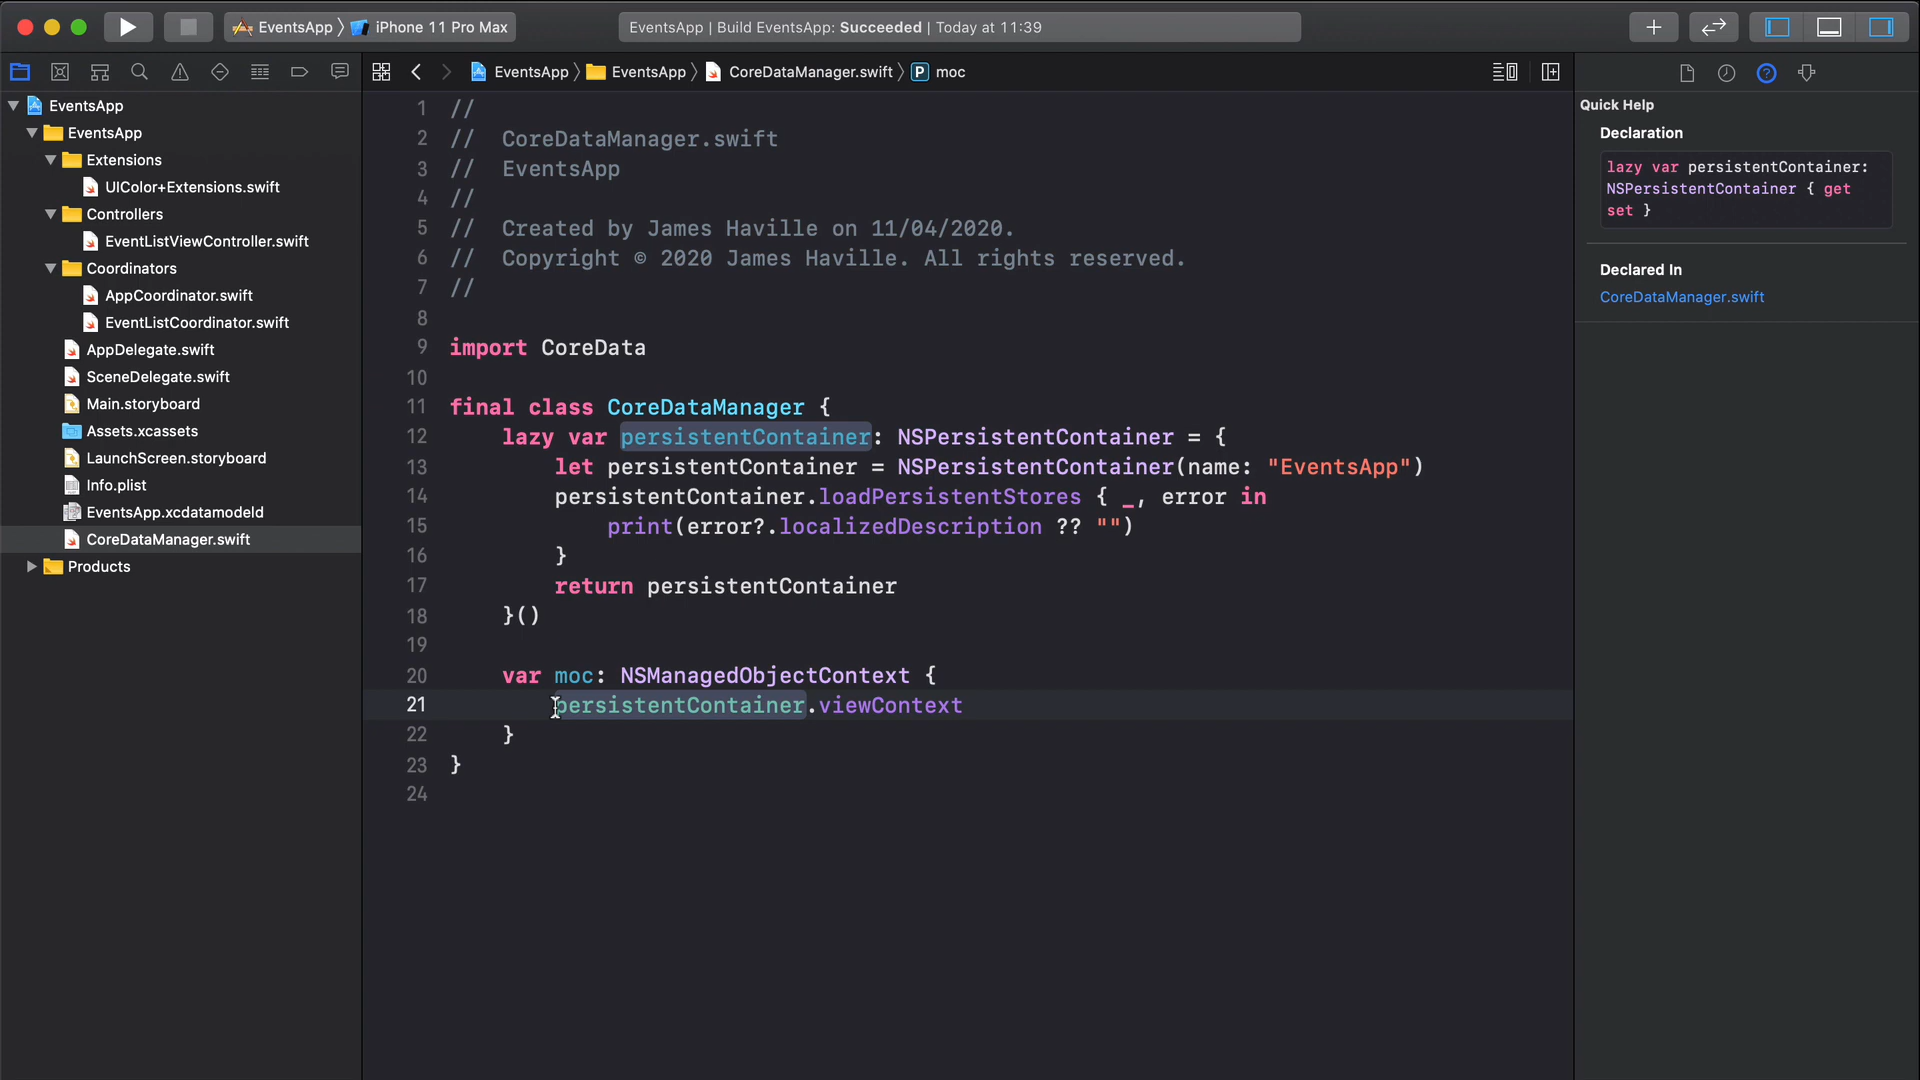 EventsApp 〉 iPhone 11 Pro Max
EventsApp | Build EventsApp: Succeeded | Today at 11:39
EventsApp 〉 EventsApp 〉 CoreDataManager.swift 〉 P moc
EventsApp
EventsApp
Extensions
UIColor+Extensions.swift
Controllers
EventListViewController.swift
Coordinators
AppCoordinator.swift
EventListCoordinator.swift
AppDelegate.swift
SceneDelegate.swift
Main.storyboard
Assets.xcassets
LaunchScreen.storyboard
Info.plist
EventsApp.xcdatamodeld
CoreDataManager.swift
Products
1 //
2 //  CoreDataManager.swift
3 //  EventsApp
4 //
5 //  Created by James Haville on 11/04/2020.
6 //  Copyright © 2020 James Haville. All rights reserved.
7 //
8
9 import CoreData
10
11 final class CoreDataManager {
12     lazy var persistentContainer: NSPersistentContainer = {
13         let persistentContainer = NSPersistentContainer(name: "EventsApp")
14         persistentContainer.loadPersistentStores { _, error in
15             print(error?.localizedDescription ?? "")
16         }
17         return persistentContainer
18     }()
19
20     var moc: NSManagedObjectContext {
21         persistentContainer.viewContext
22     }
23 }
24
Quick Help
Declaration
lazy var persistentContainer:
NSPersistentContainer { get
set }
Declared In
CoreDataManager.swift